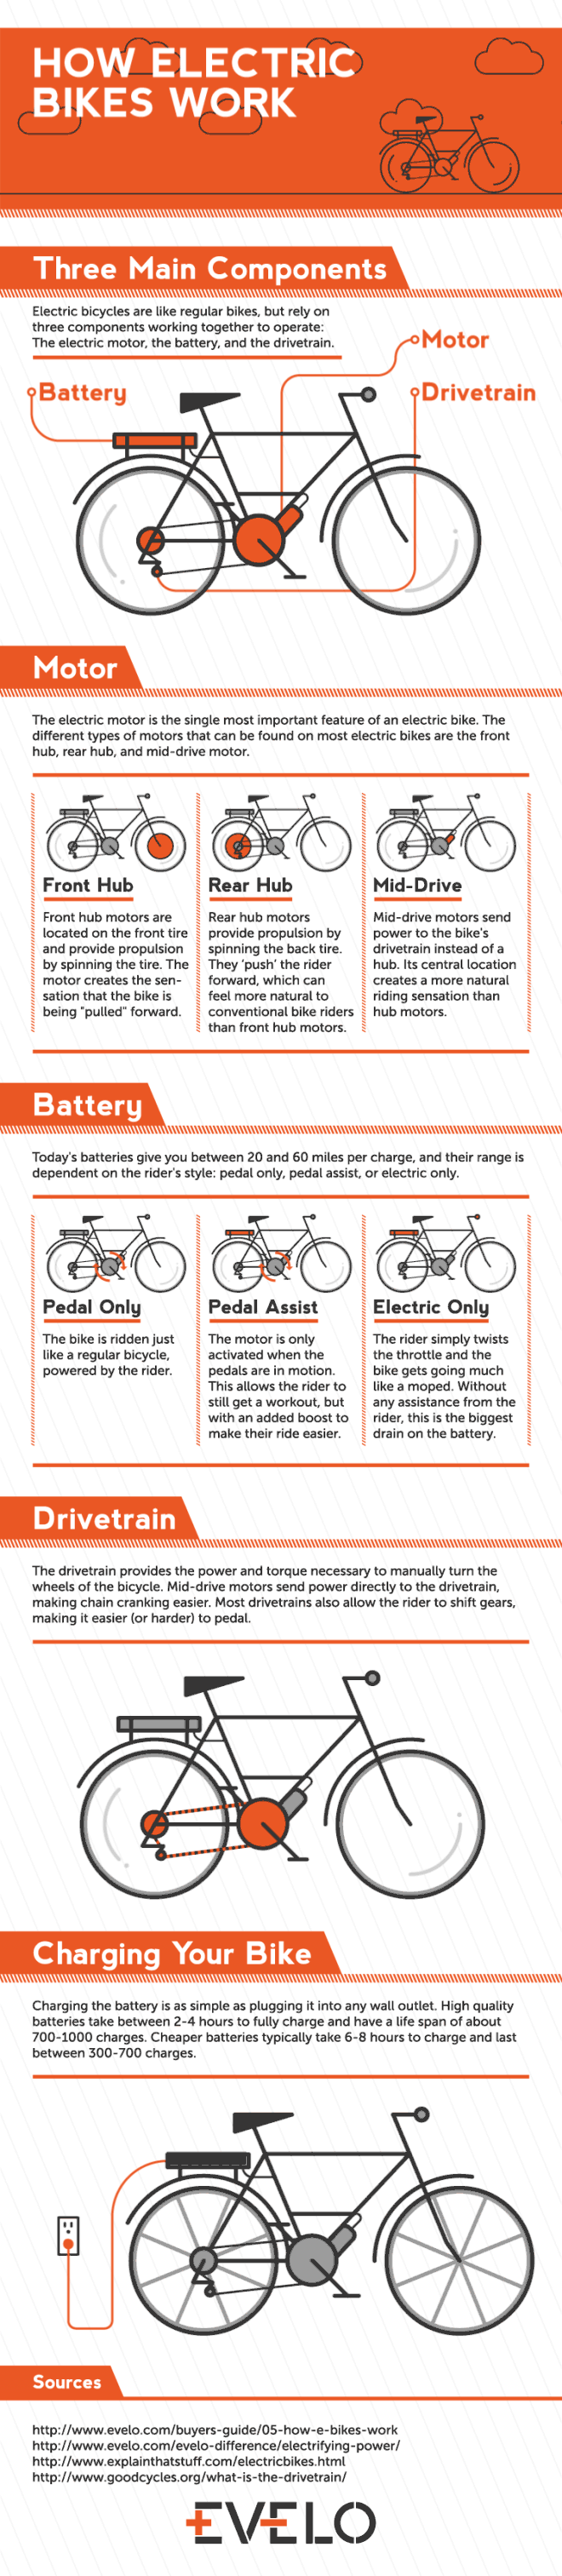 HOW ELECTRIC
BIKES WORK
Three Main Components
Electric bicycles are like regular bikes, but rely on
three components working together to operate:
The electric motor, the battery, and the drivetrain.
Motor
Battery
Drivetrain
Motor
The electric motor is the single most important feature of an electric bike. The
different types of motors that can be found on most electric bikes are the front
hub, rear hub, and mid-drive motor.
Front Hub
Front hub motors are
located on the front tire
and provide propulsion
by spinning the tire. The
motor creates the sen-
sation that the bike is
being "pulled" forward.
Rear Hub
Rear hub motors
provide propulsion by
spinning the back tire.
They 'push' the rider
forward, which can
feel more natural to
conventional bike riders
than front hub motors.
Mid-Drive
Mid-drive motors send
power to the bike's
drivetrain instead of a
hub. Its central location
creates a more natural
riding sensation than
hub motors.
Battery
Today's batteries give you between 20 and 60 miles per charge, and their range is
dependent on the rider's style: pedal only, pedal assist, or electric only.
Pedal Only
The bike is ridden just
like a regular bicycle,
powered by the rider.
Pedal Assist
The motor is only
activated when the
pedals are in motion.
This allows the rider to
still get a workout, but
with an added boost to
make their ride easier.
Electric Only
The rider simply twists
the throttle and the
bike gets going much
like a moped. Without
any assistance from the
rider, this is the biggest
drain on the battery.
Drivetrain
The drivetrain provides the power and torque necessary to manually turn the
wheels of the bicycle. Mid-drive motors send power directly to the drivetrain,
making chain cranking easier. Most drivetrains also allow the rider to shift gears,
making it easier (or harder) to pedal.
Charging Your Bike
Charging the battery is as simple as plugging it into any wall outlet. High quality
batteries take between 2-4 hours to fully charge and have a life span of about
700-1000 charges. Cheaper batteries typically take 6-8 hours to charge and last
between 300-700 charges.
Sources
http://www.evelo.com/buyers-guide/05-how-e-bikes-work
http://www.evelo.com/evelo-difference/electrifying-power/
http://www.explainthatstuff.com/electricbikes.html
http://www.goodcycles.org/what-is-the-drivetrain/
EVELO